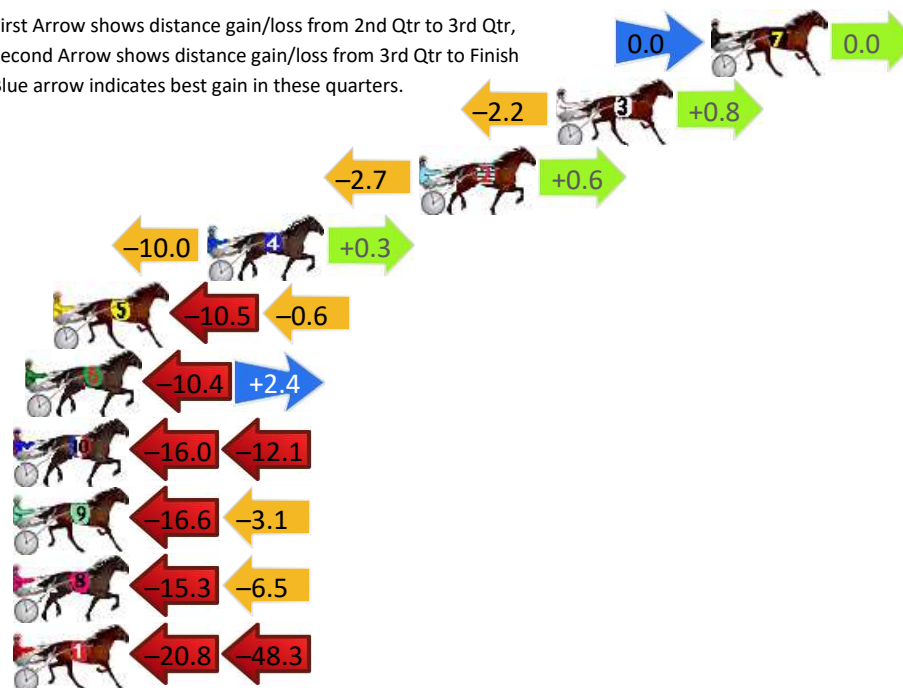 irst Arrow shows distance gain/loss from 2nd Qtr to 3rd Qtr,
econd Arrow shows distance gain/loss from 3rd Qtr to Finish
Blue arrow indicates best gain in these quarters.
0.0 7 0.0
–2.2 3 +0.8
–2.7 2 +0.6
–10.0 4 +0.3
5 –10.5 –0.6
6 –10.4 +2.4
10 –16.0 –12.1
9 –16.6 –3.1
8 –15.3 –6.5
1 –20.8 –48.3